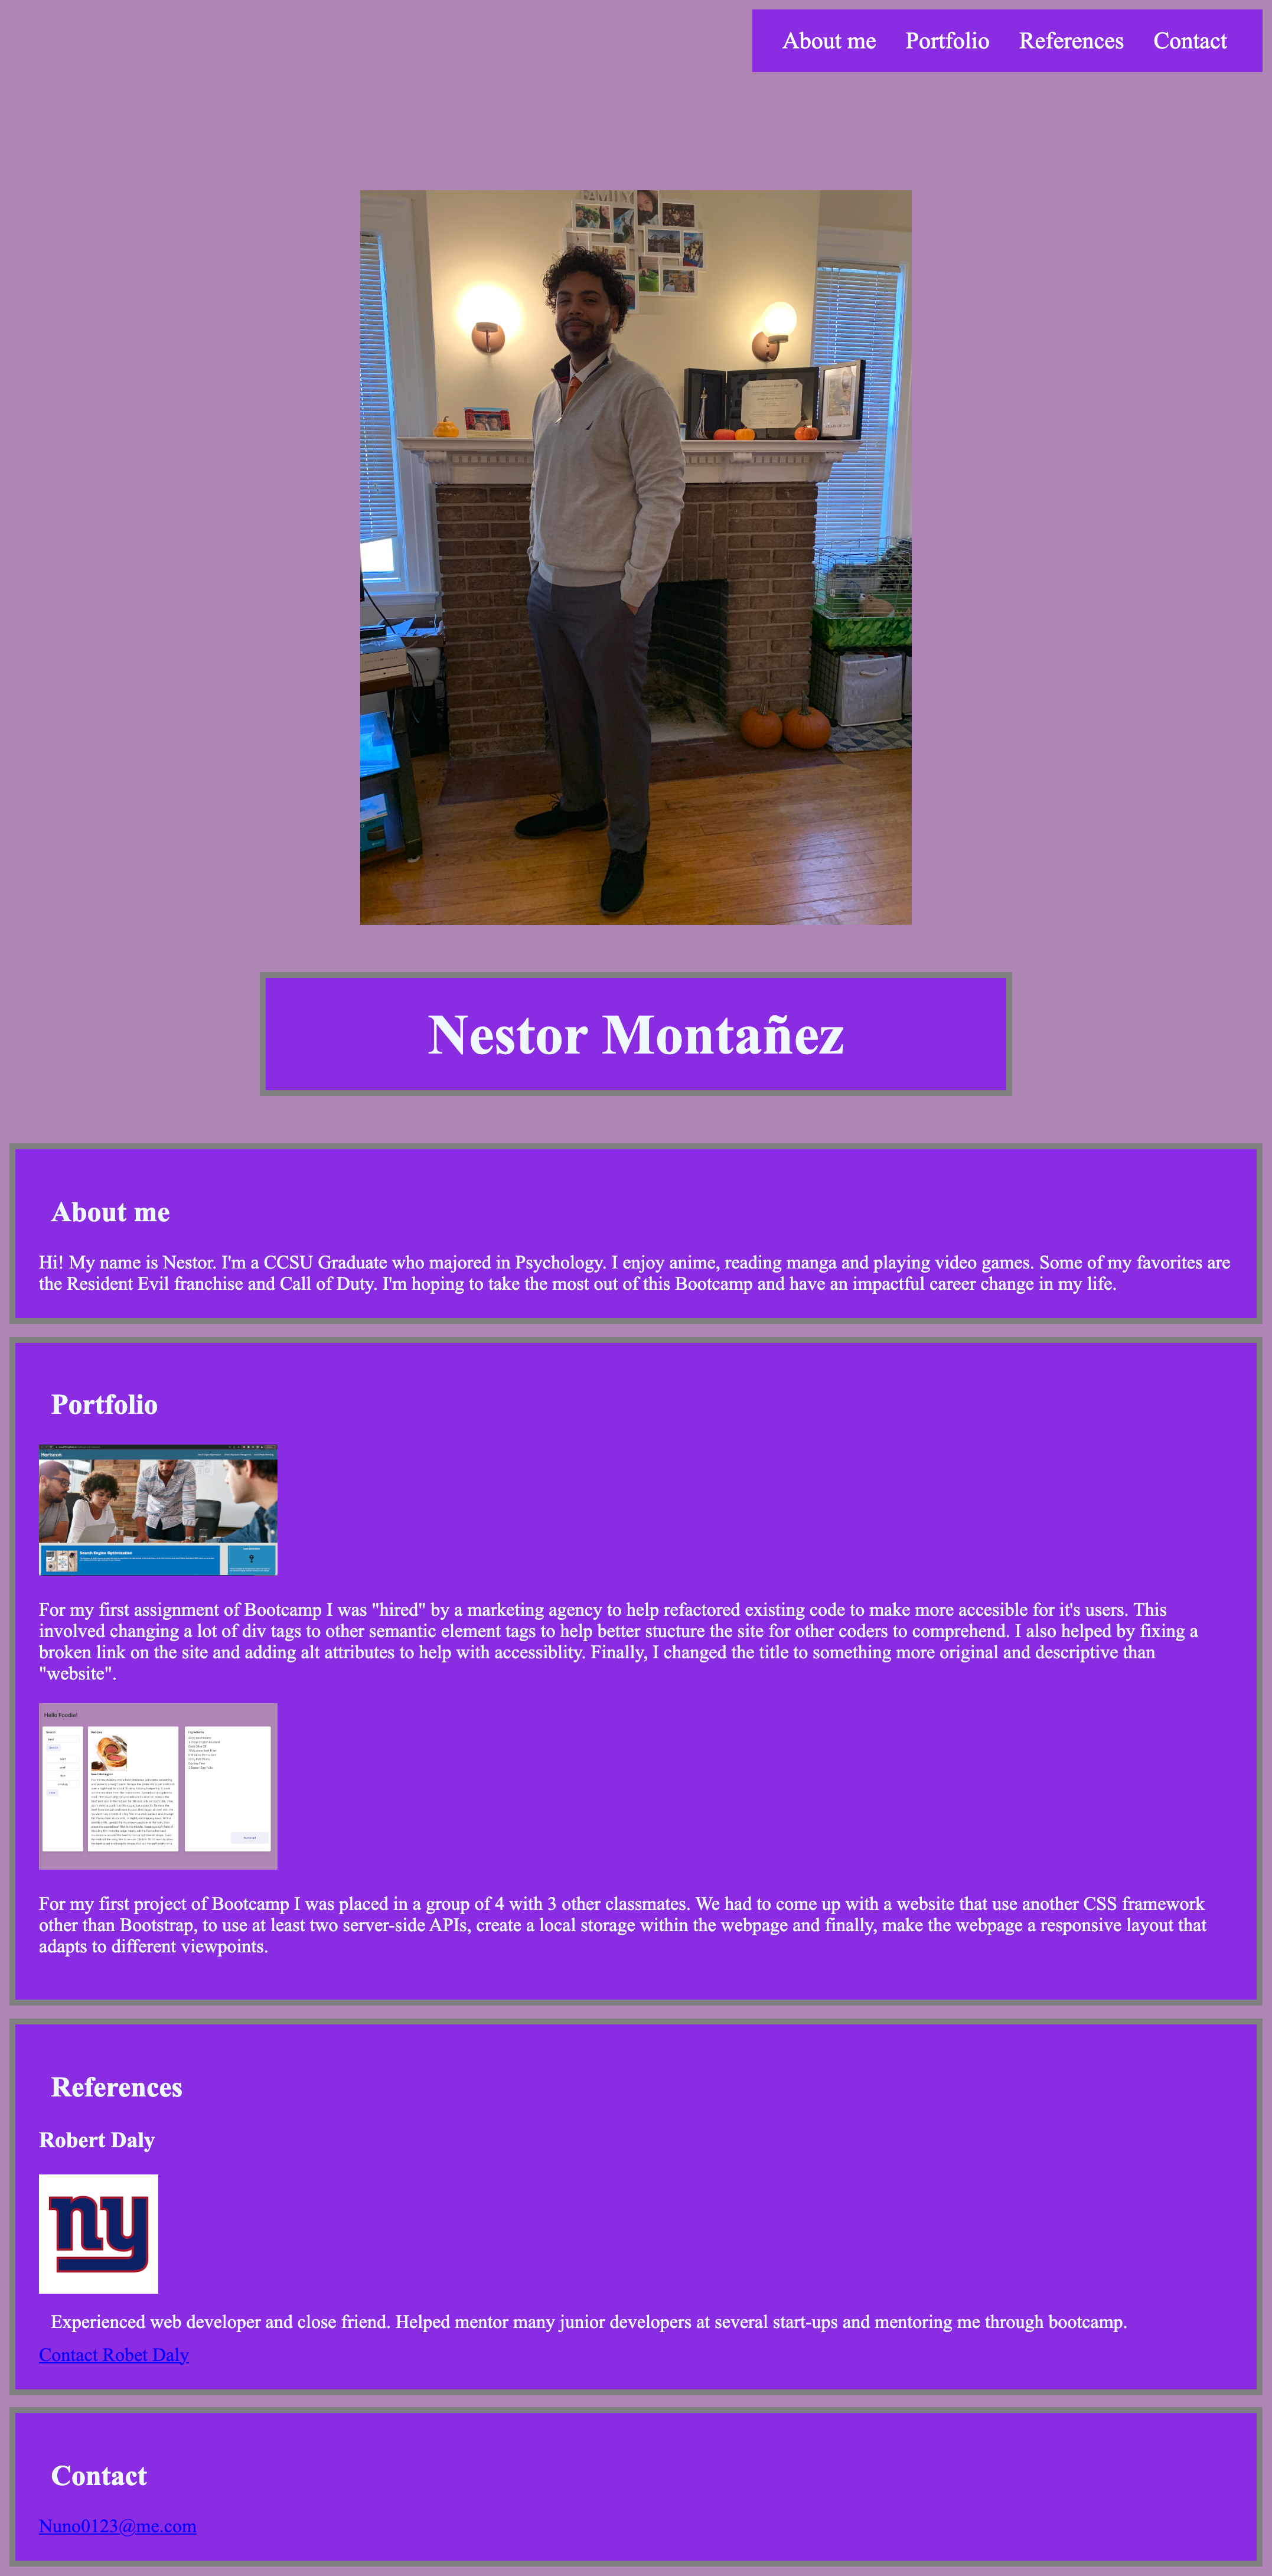 About me Portfolio References Contact
FAMILY
Nestor Montañez
About me
Hi! My name is Nestor. I'm a CCSU Graduate who majored in Psychology. I enjoy anime, reading manga and playing video games. Some of my favorites are
the Resident Evil franchise and Call of Duty. I'm hoping to take the most out of this Bootcamp and have an impactful career change in my life.
Portfolio
Search Engine Optimization
For my first assignment of Bootcamp I was "hired" by a marketing agency to help refactored existing code to make more accesible for it's users. This
involved changing a lot of div tags to other semantic element tags to help better stucture the site for other coders to comprehend. I also helped by fixing a
broken link on the site and adding alt attributes to help with accessiblity. Finally, I changed the title to something more original and descriptive than
"website".
Hello Foodie!
Search
Recipes
Ingredients
For my first project of Bootcamp I was placed in a group of 4 with 3 other classmates. We had to come up with a website that use another CSS framework
other than Bootstrap, to use at least two server-side APIs, create a local storage within the webpage and finally, make the webpage a responsive layout that
adapts to different viewpoints.
References
Robert Daly
ny
Experienced web developer and close friend. Helped mentor many junior developers at several start-ups and mentoring me through bootcamp.
Contact Robet Daly
Contact
Nuno0123@me.com